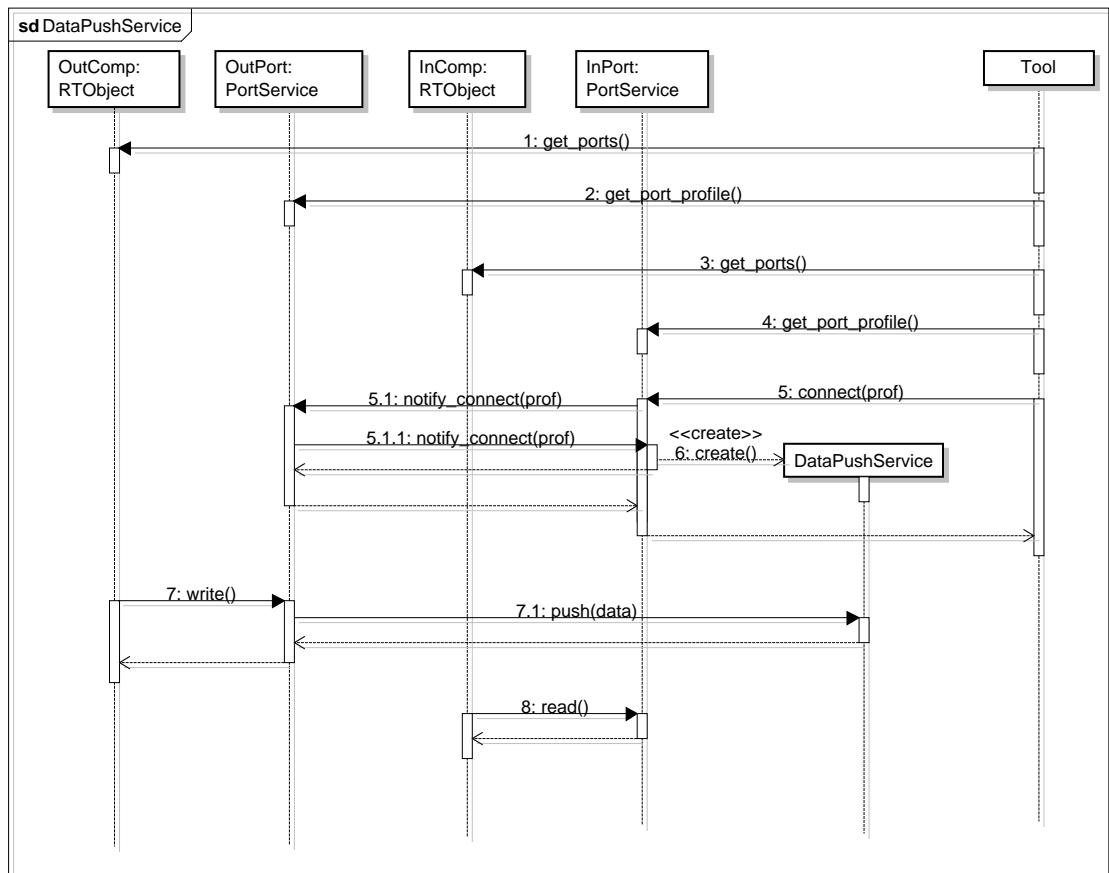 sd DataPushService
OutComp:
RTObject
OutPort:
PortService
InComp:
RTObject
InPort:
PortService
Tool
1: get_ports()
2: get_port_profile()
3: get_ports()
4: get_port_profile()
5: connect(prof)
5.1: notify_connect(prof)
5.1.1: notify_connect(prof)
<<create>>
6: create()
DataPushService
7: write()
7.1: push(data)
8: read()